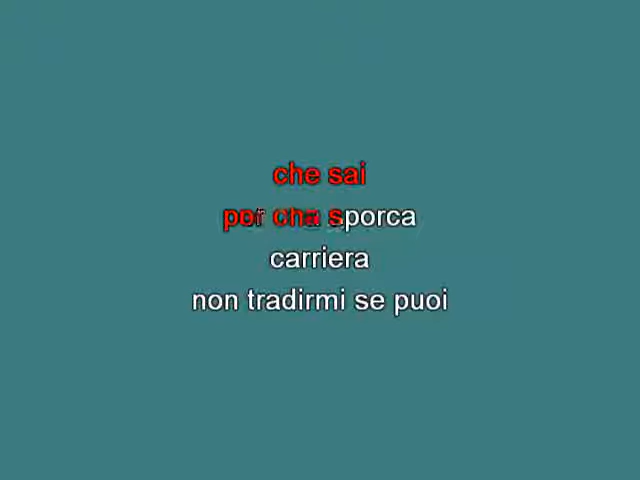 che sai
sporca
carriera
non tradirmi se puoi